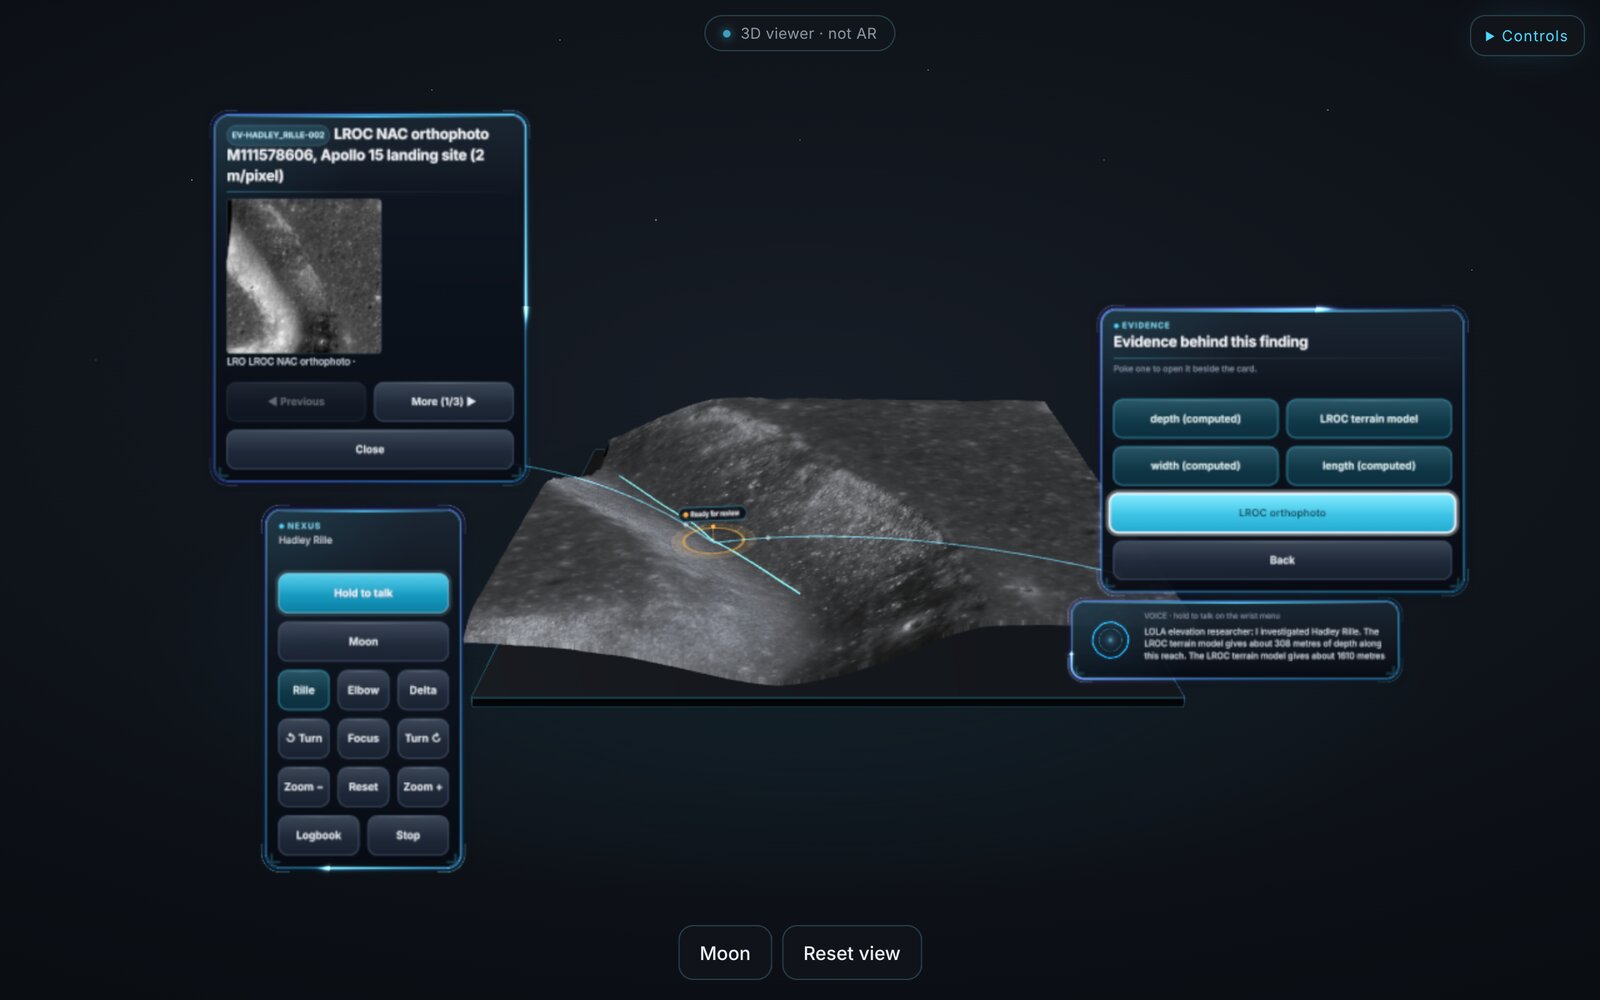 3D viewer · not AR
▶ Controls
EV-HADLEY_RILLE-002 LROC NAC orthophoto
M111578606, Apollo 15 landing site (2
m/pixel)
LRO LROC NAC orthophoto ·
◀ Previous
More (1/3) ▶
Close
EVIDENCE
Evidence behind this finding
Poke one to open it beside the card.
depth (computed)
LROC terrain model
width (computed)
length (computed)
LROC orthophoto
Back
Ready for review
NEXUS
Hadley Rille
Hold to talk
Moon
Rille
Elbow
Delta
↺ Turn
Focus
Turn ↻
Zoom −
Reset
Zoom +
Logbook
Stop
VOICE · hold to talk on the wrist menu
LOLA elevation researcher: I investigated Hadley Rille. The
LROC terrain model gives about 308 metres of depth along
this reach. The LROC terrain model gives about 1610 metres
Moon
Reset view